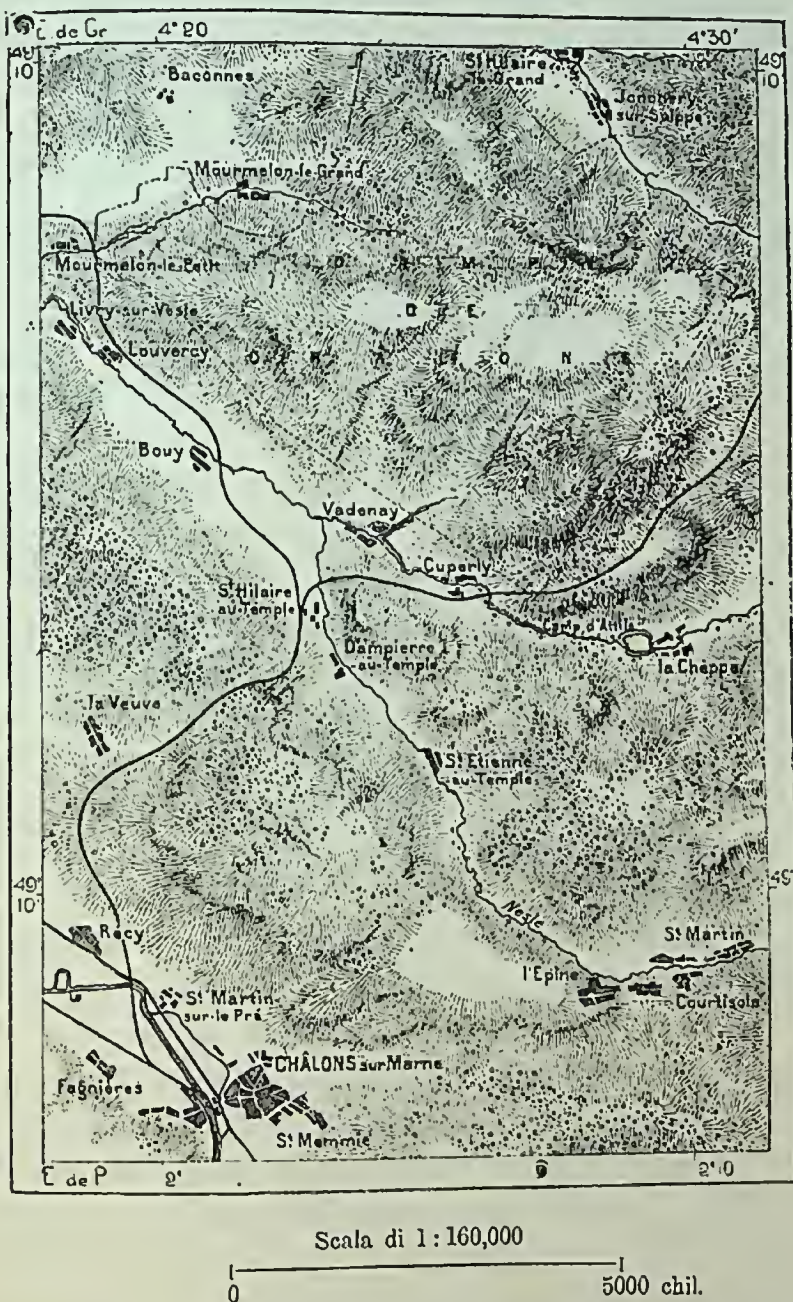 E. de Gr
4°20
4°30'
49°
10'
49°
10'
St Hilaire
le-Grand
Baconnes
Jonchery
sur-Suippe
Mourmelon-le-Grand
Mourmelon-le-Petit
C A M P
D E
C H A L O N S
Livry-sur-Vesle
Louvercy
Bouy
Vadenay
Cuperly
St Hilaire
au Temple
Camp d'Attila
la Cheppe
Dampierre
au-Temple
la Veuve
St Etienne
au-Temple
49°
10'
49°
Nesle
Recy
St Martin
l'Epine
St Martin
sur-le Pré
Courtisols
CHÂLONS sur Marne
Fagnières
St Memmie
E de P
2°
2°10
Scala di 1 : 160,000
0
5000 chil.